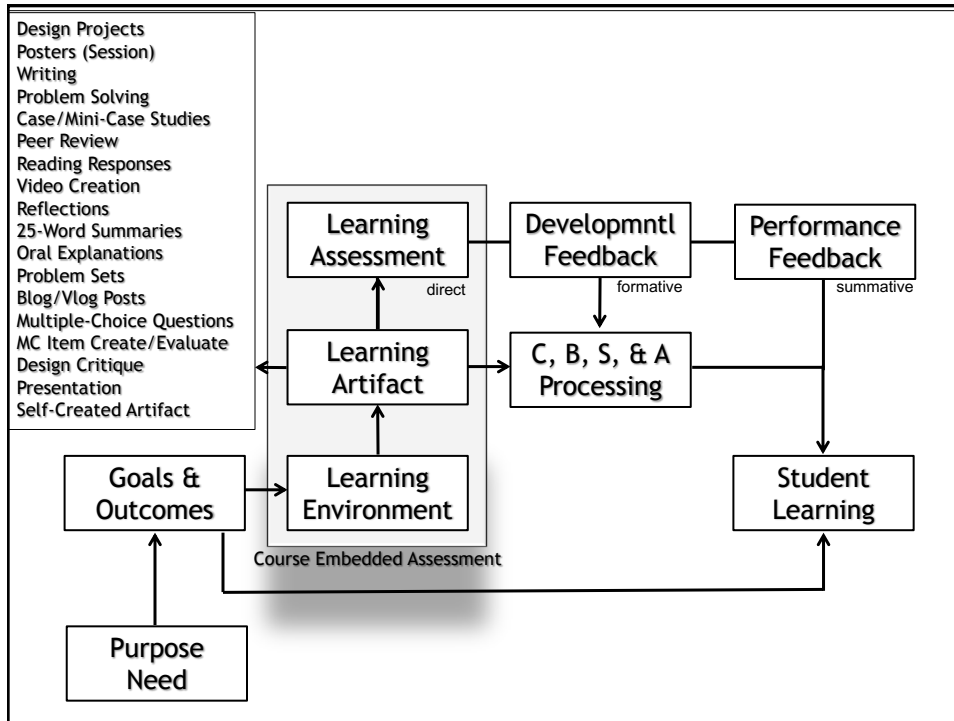 Design Projects
Posters (Session)
Writing
Problem Solving
Case/Mini-Case Studies
Peer Review
Reading Responses
Video Creation
Reflections
25-Word Summaries
Oral Explanations
Problem Sets
Blog/Vlog Posts
Multiple-Choice Questions
MC Item Create/Evaluate
Design Critique
Presentation
Self-Created Artifact
Learning
Assessment
direct
Developmntl
Feedback
formative
Performance
Feedback
summative
Learning
Artifact
C, B, S, & A
Processing
Goals &
Outcomes
Learning
Environment
Student
Learning
Course Embedded Assessment
Purpose
Need